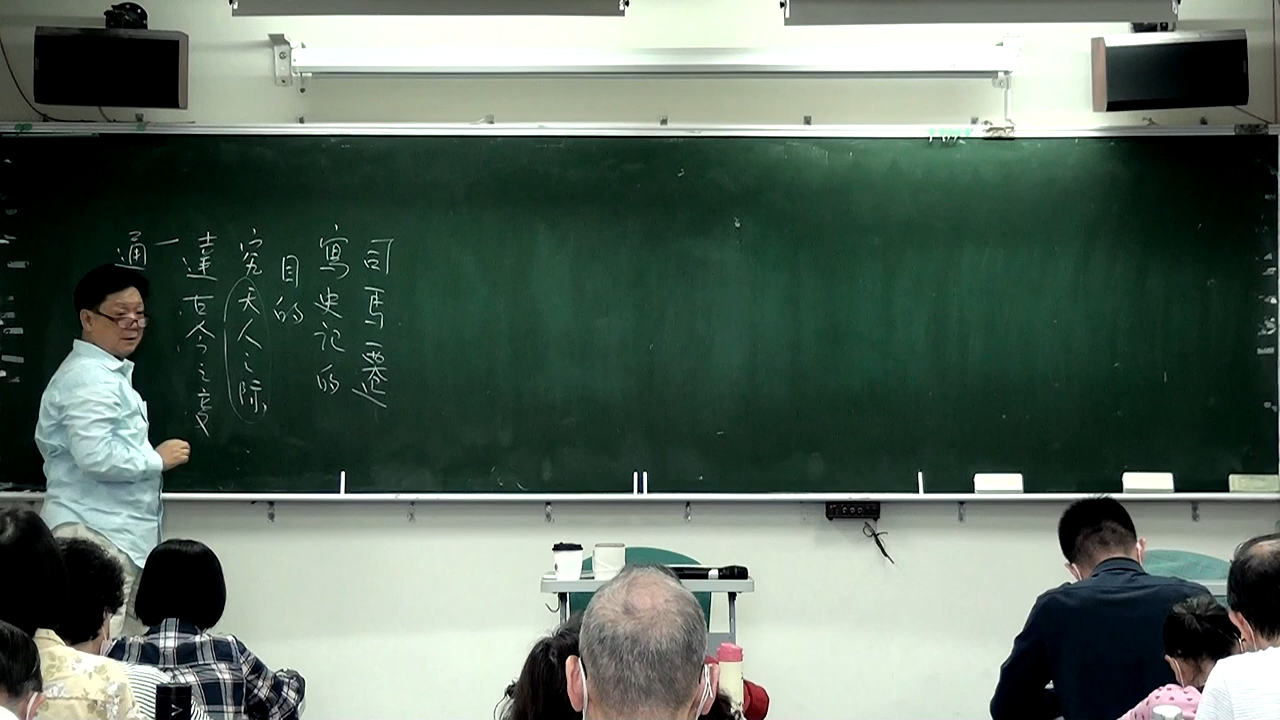 司馬遷
寫史記的
目的
究天人之際,
達古今之變
一
通